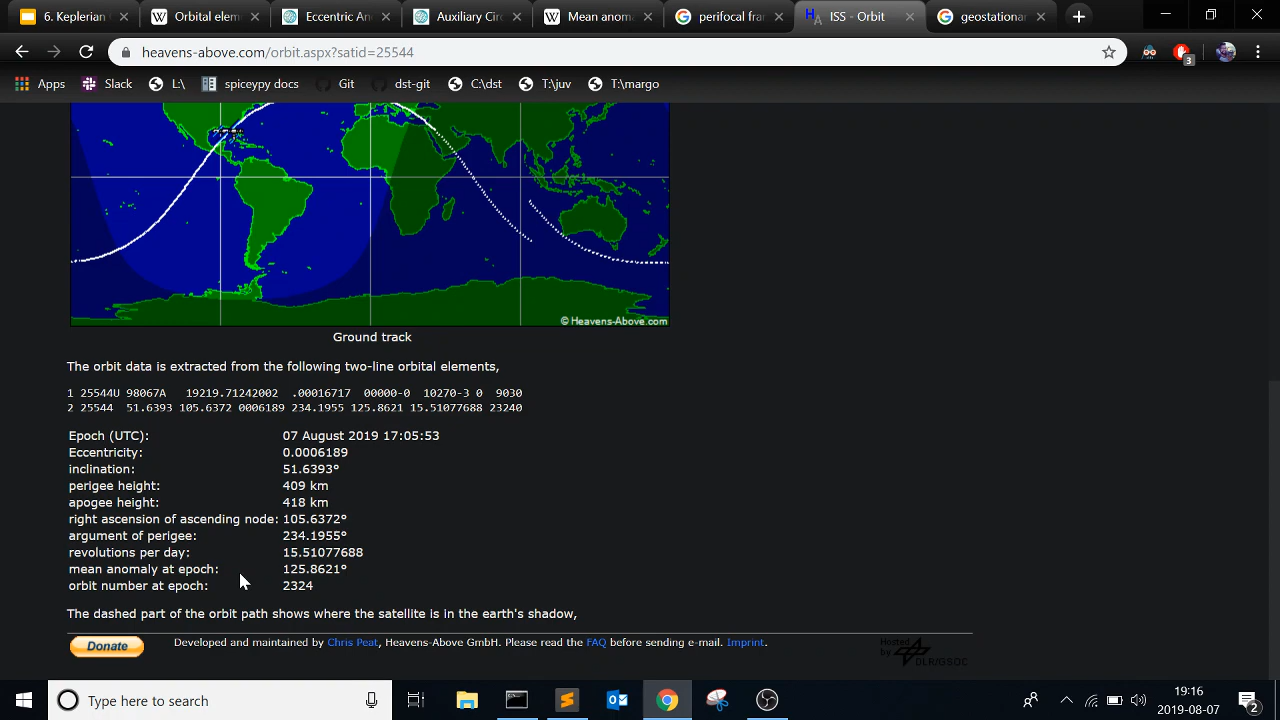 6. Keplerian
Orbital elem
Eccentric An
Auxiliary Circ
Mean anoma
perifocal fram
ISS - Orbit
geostationar
heavens-above.com/orbit.aspx?satid=25544
3
Apps
Slack
L:\
spiceypy docs
Git
dst-git
C:\dst
T:\juv
T:\margo
© Heavens-Above.com
Ground track
The orbit data is extracted from the following two-line orbital elements,
1 25544U 98067A 19219.71242002 .00016717 00000-0 10270-3 0 9030
2 25544 51.6393 105.6372 0006189 234.1955 125.8621 15.51077688 23240
Epoch (UTC): 07 August 2019 17:05:53
Eccentricity: 0.0006189
inclination: 51.6393°
perigee height: 409 km
apogee height: 418 km
right ascension of ascending node: 105.6372°
argument of perigee: 234.1955°
revolutions per day: 15.51077688
mean anomaly at epoch: 125.8621°
orbit number at epoch: 2324
The dashed part of the orbit path shows where the satellite is in the earth's shadow,
Donate
Developed and maintained by Chris Peat, Heavens-Above GmbH. Please read the FAQ before sending e-mail. Imprint.
Hosted
by
DLR/GSOC
Type here to search
19:16
2019-08-07
2